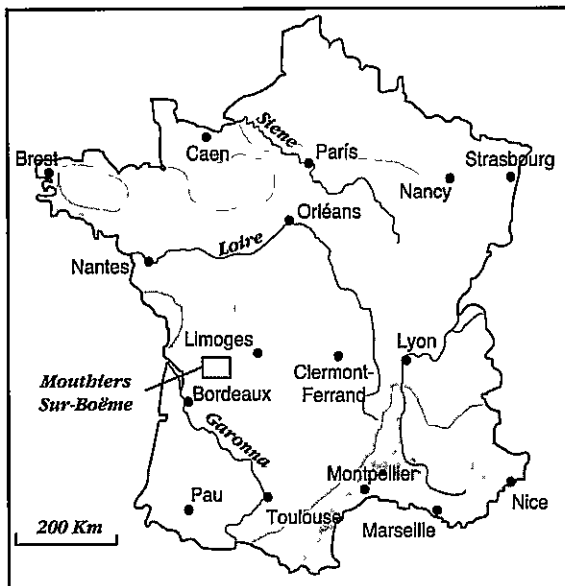 Siene
Caen
París
Brest
Strasbourg
Nancy
Orléans
Loire
Nantes
Limoges
Lyon
Mouthiers
Sur-Boëme
Clermont-
Ferrand
Bordeaux
Garonna
Montpellier
Pau
Toulouse
Nice
Marseille
200 Km